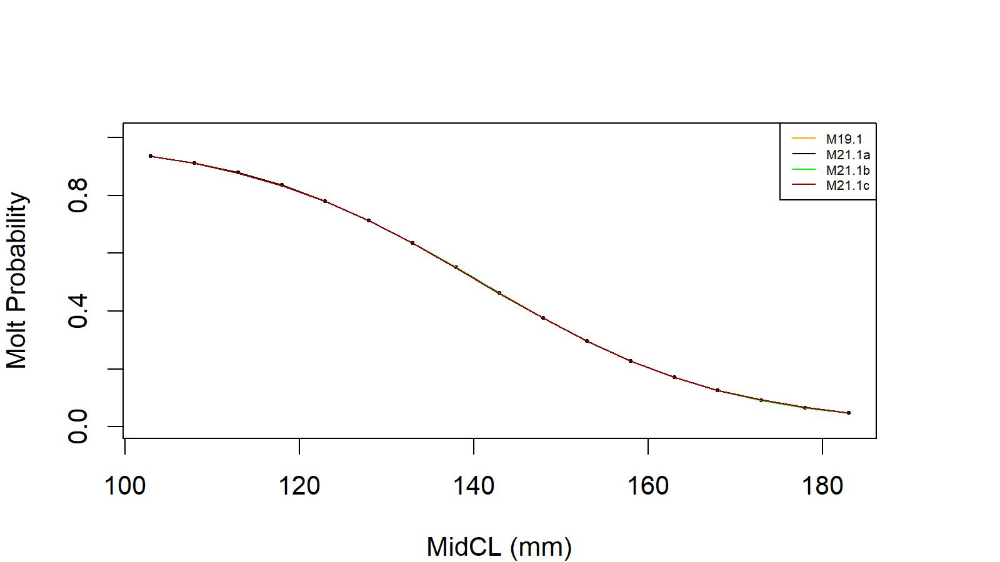 M19.1
M21.1a
M21.1b
M21.1c
Molt Probability
0.8
0.4
0.0
100 120 140 160 180
MidCL (mm)